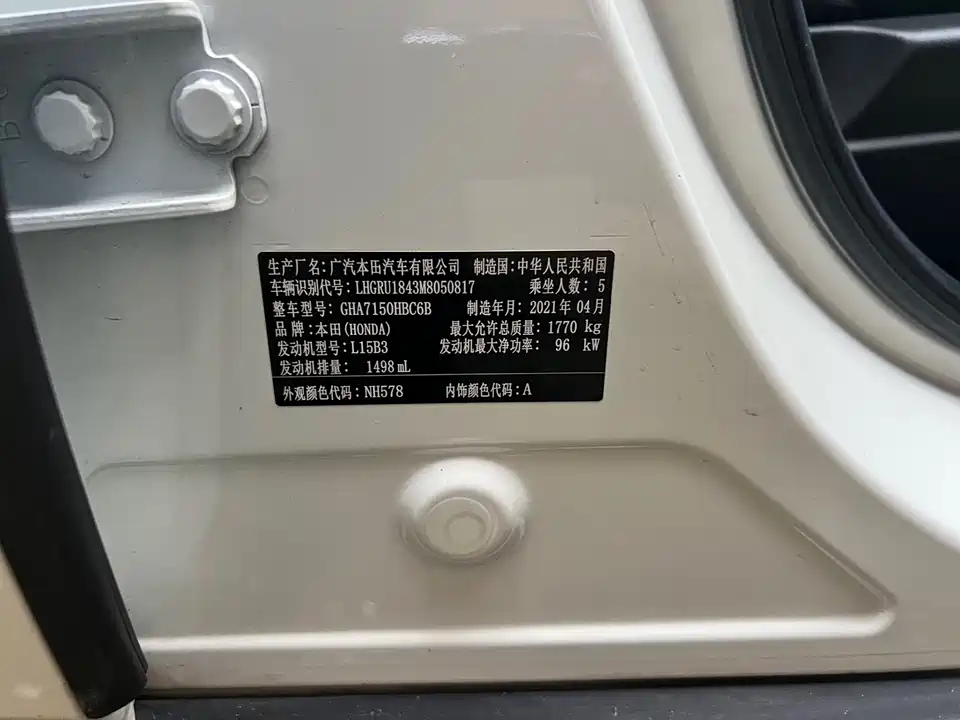 生产厂名：广汽本田汽车有限公司 制造国：中华人民共和国
车辆识别代号：LHGRU1843M8050817 乘坐人数：5
整车型号：GHA7150HBC6B 制造年月：2021年04月
品牌：本田(HONDA) 最大允许总质量：1770 kg
发动机型号：L15B3 发动机最大净功率：96 kW
发动机排量：1498 mL
外观颜色代码：NH578 内饰颜色代码：A